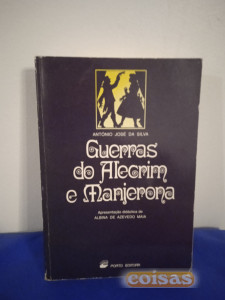 ANTÓNIO JOSÉ DA SILVA
Guerras
do Alecrim
e Manjerona
Apresentação didáctica de
ALBINA DE AZEVEDO MAIA
PORTO EDITORA
coisas